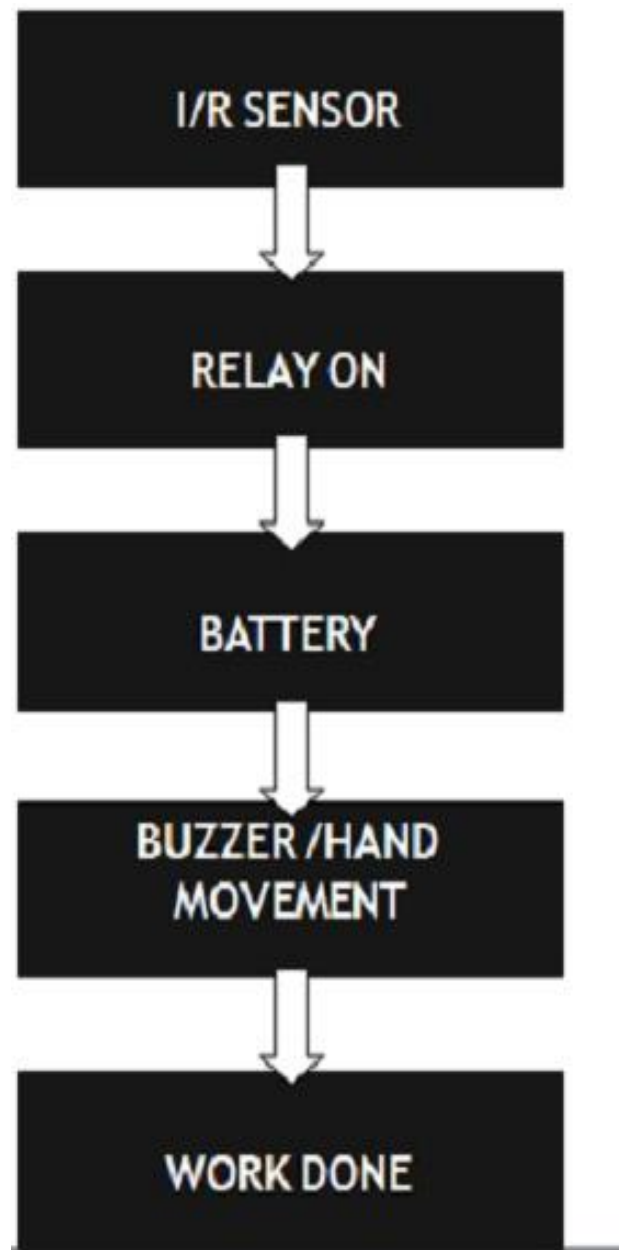 I/R SENSOR
RELAY ON
BATTERY
BUZZER /HAND
MOVEMENT
WORK DONE